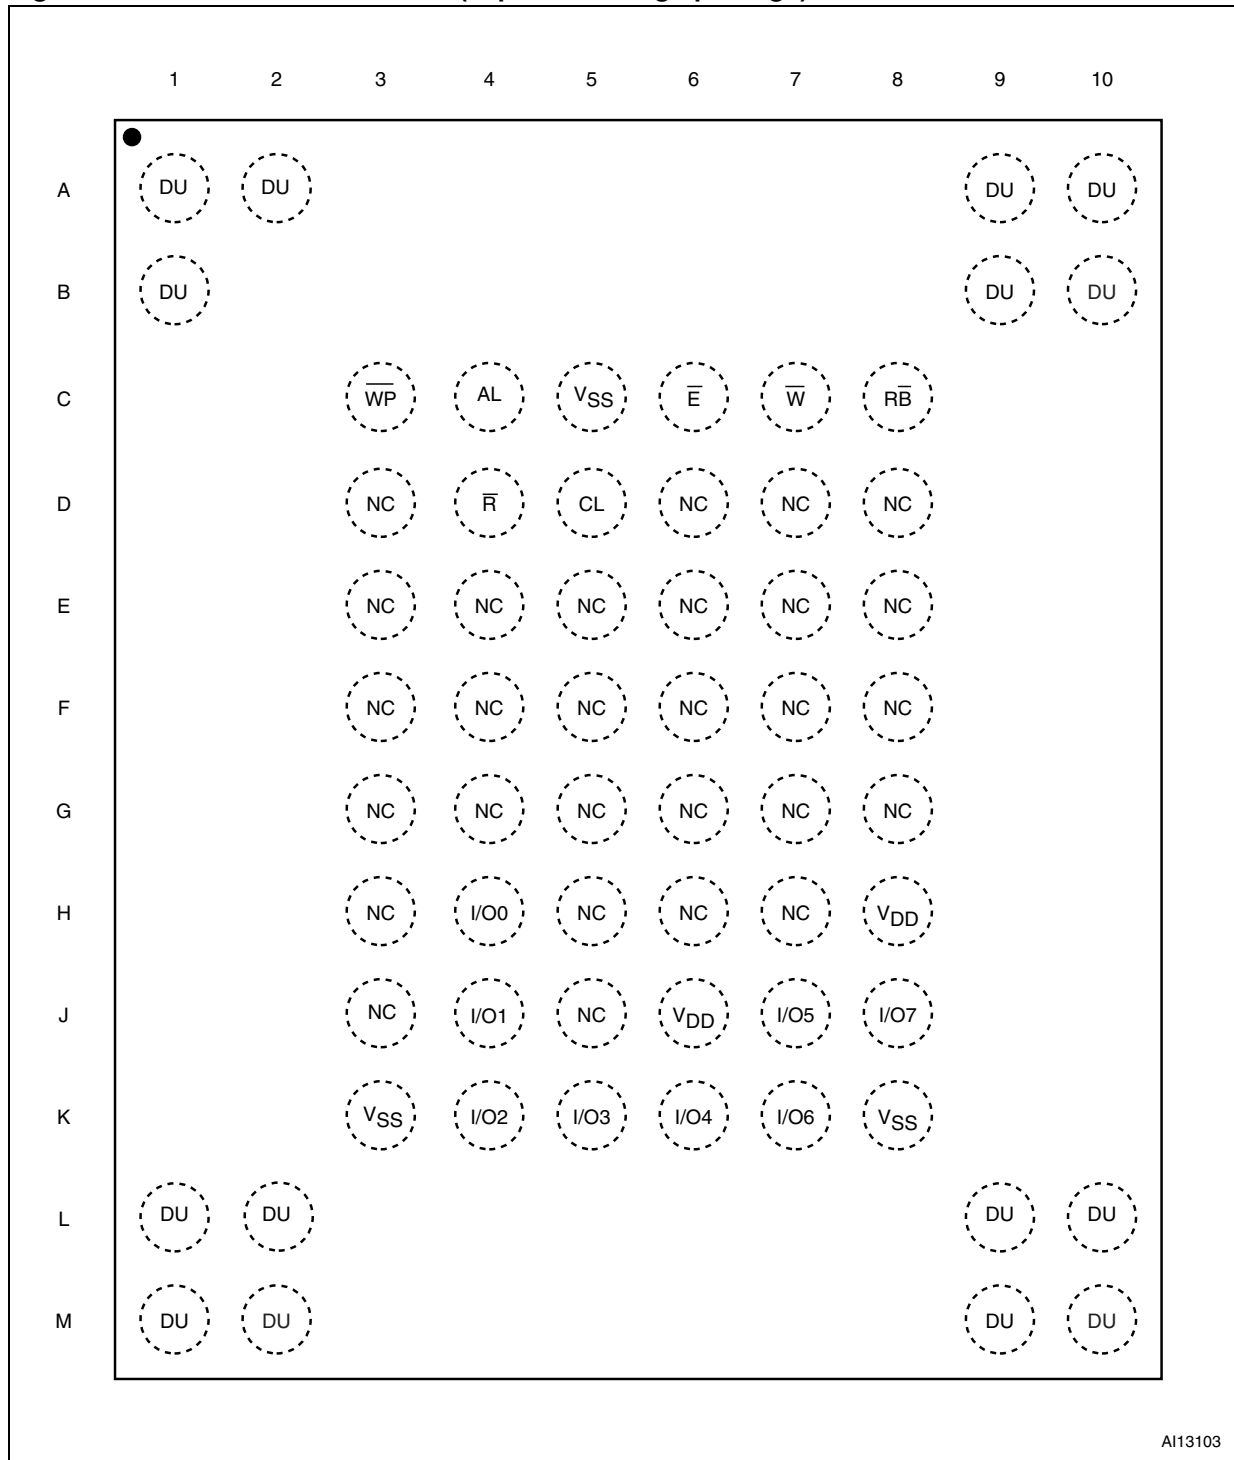 1 2 3 4 5 6 7 8 9 10
A DU DU DU DU
B DU DU DU
C W̅P̅ AL VSS E̅ W̅ RB̅
D NC R̅ CL NC NC NC
E NC NC NC NC NC NC
F NC NC NC NC NC NC
G NC NC NC NC NC NC
H NC I/O0 NC NC NC VDD
J NC I/O1 NC VDD I/O5 I/O7
K VSS I/O2 I/O3 I/O4 I/O6 VSS
L DU DU DU DU
M DU DU DU DU
AI13103